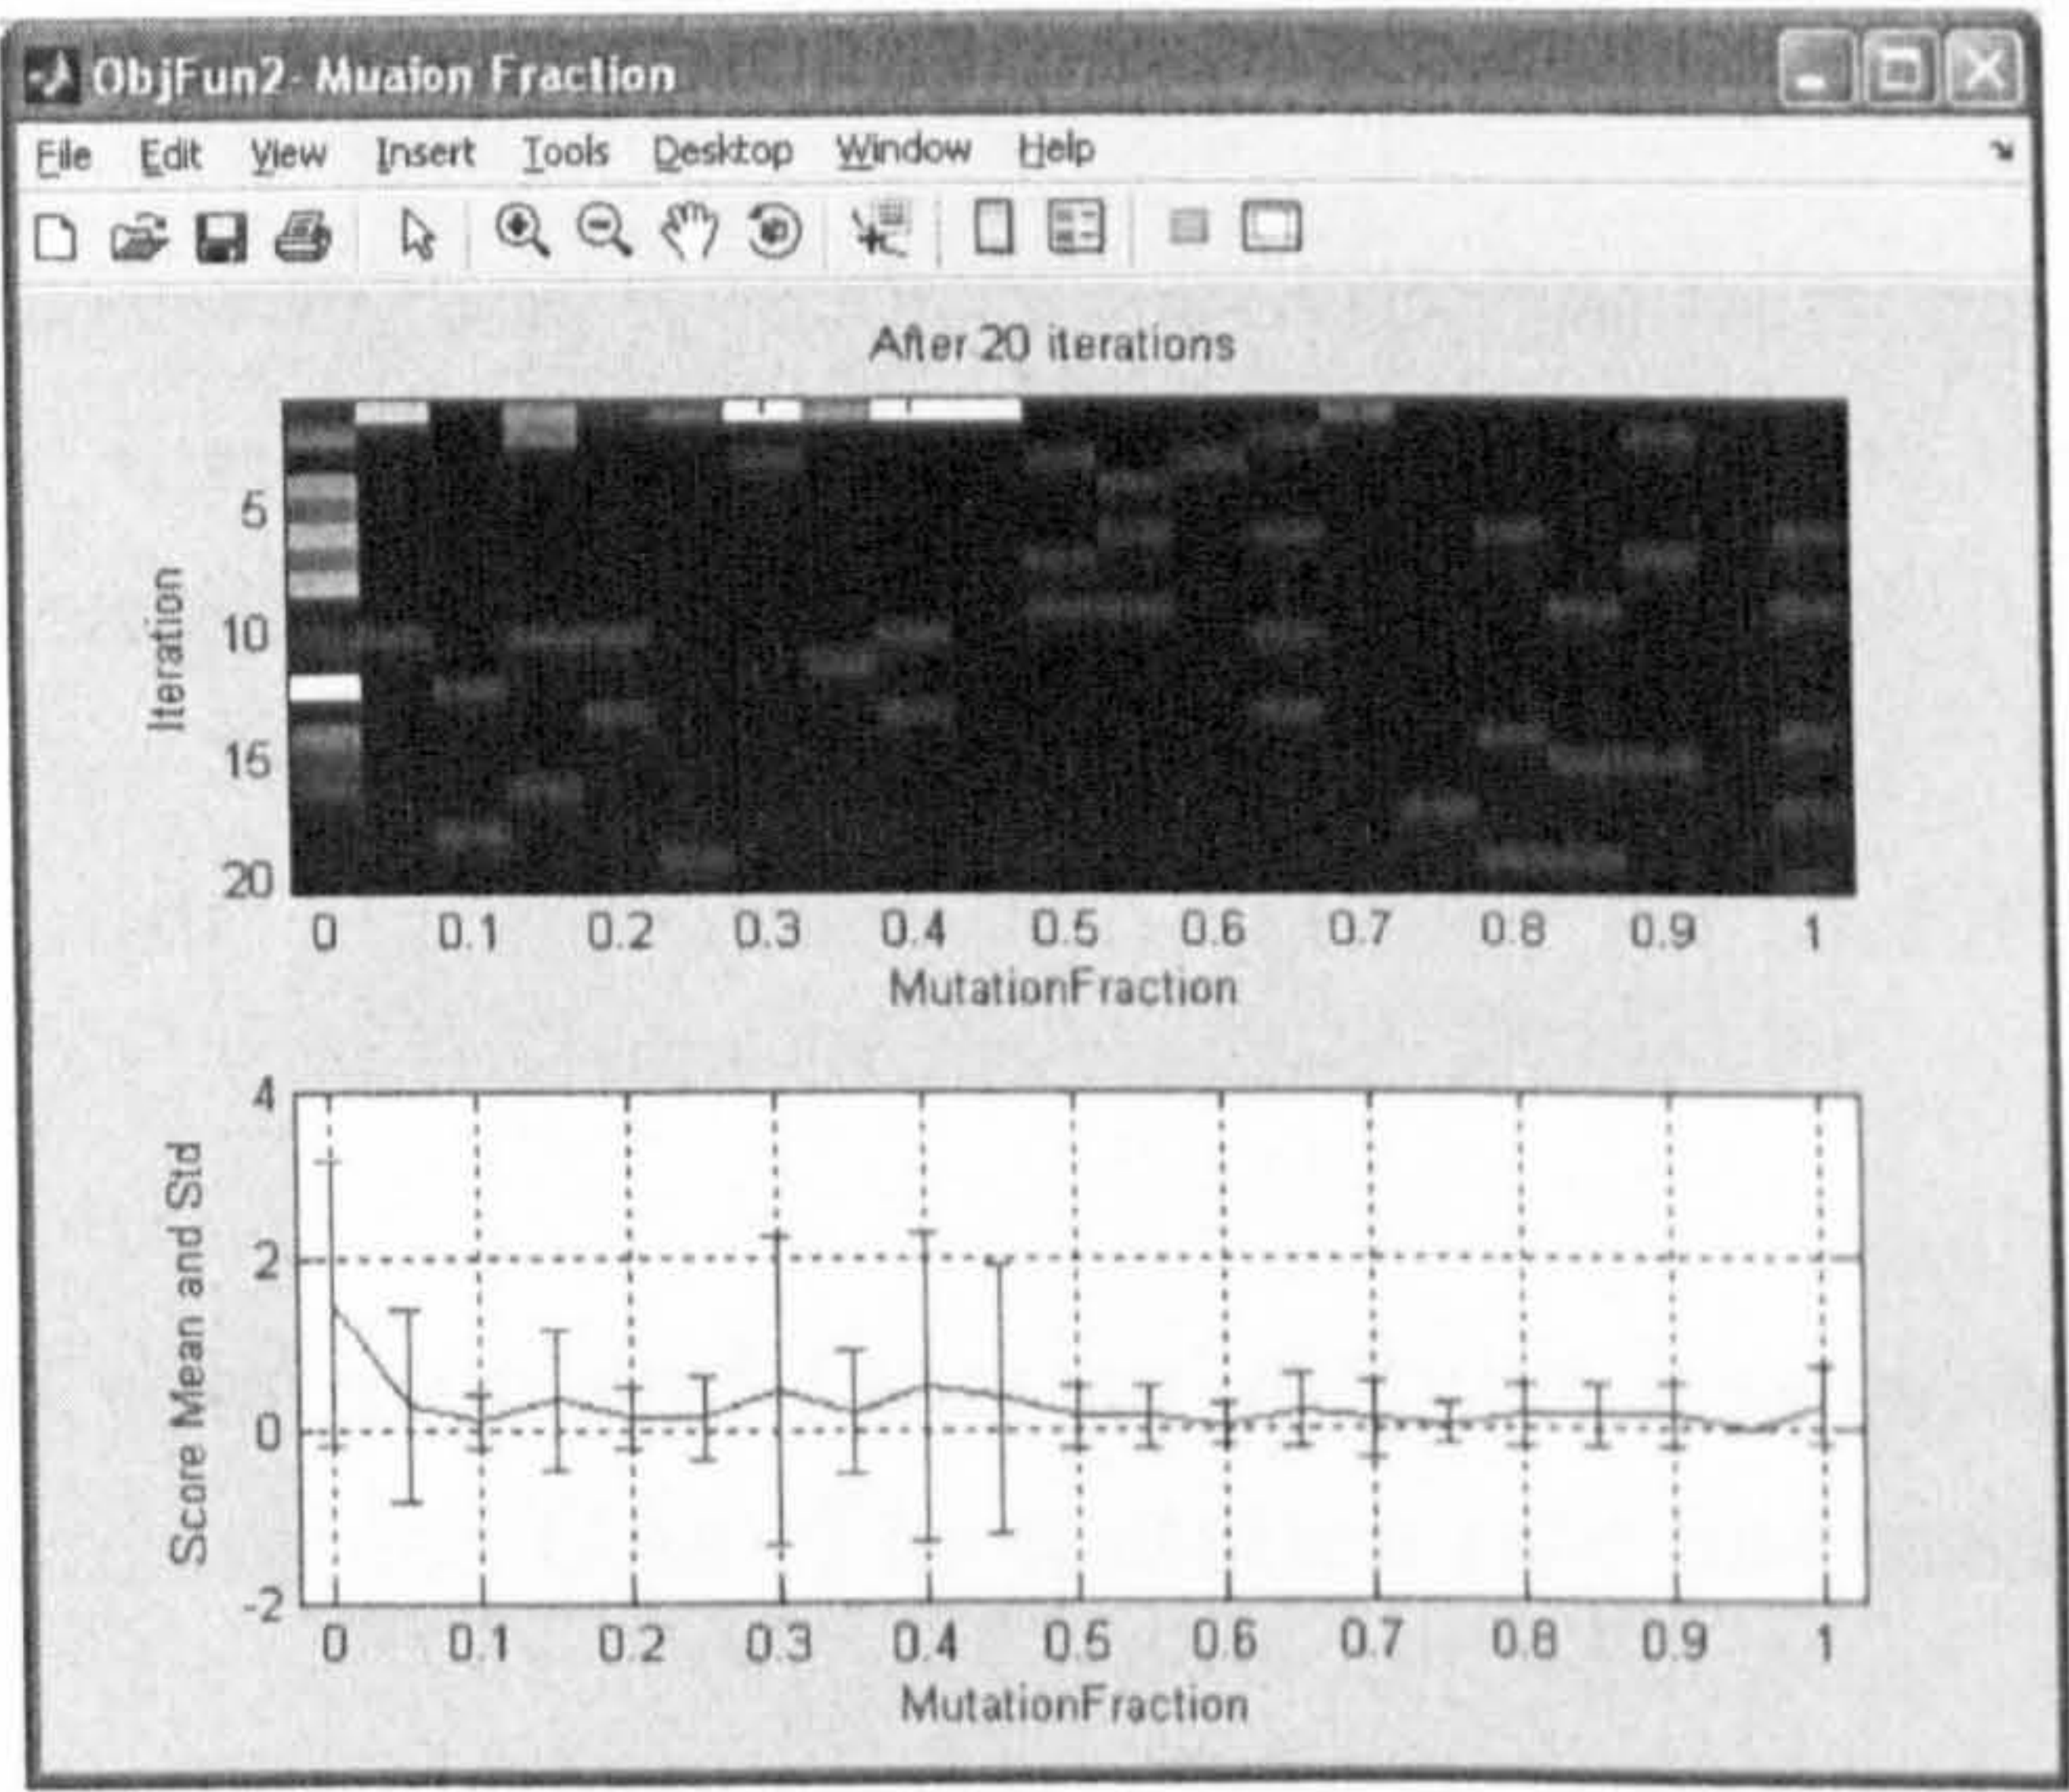 ObjFun2- Muaion Fraction
File Edit View Insert Tools Desktop Window Help
After 20 iterations
Iteration
5
10
15
20
0 0.1 0.2 0.3 0.4 0.5 0.6 0.7 0.8 0.9 1
MutationFraction
Score Mean and Std
4
2
0
-2
0 0.1 0.2 0.3 0.4 0.5 0.6 0.7 0.8 0.9 1
MutationFraction